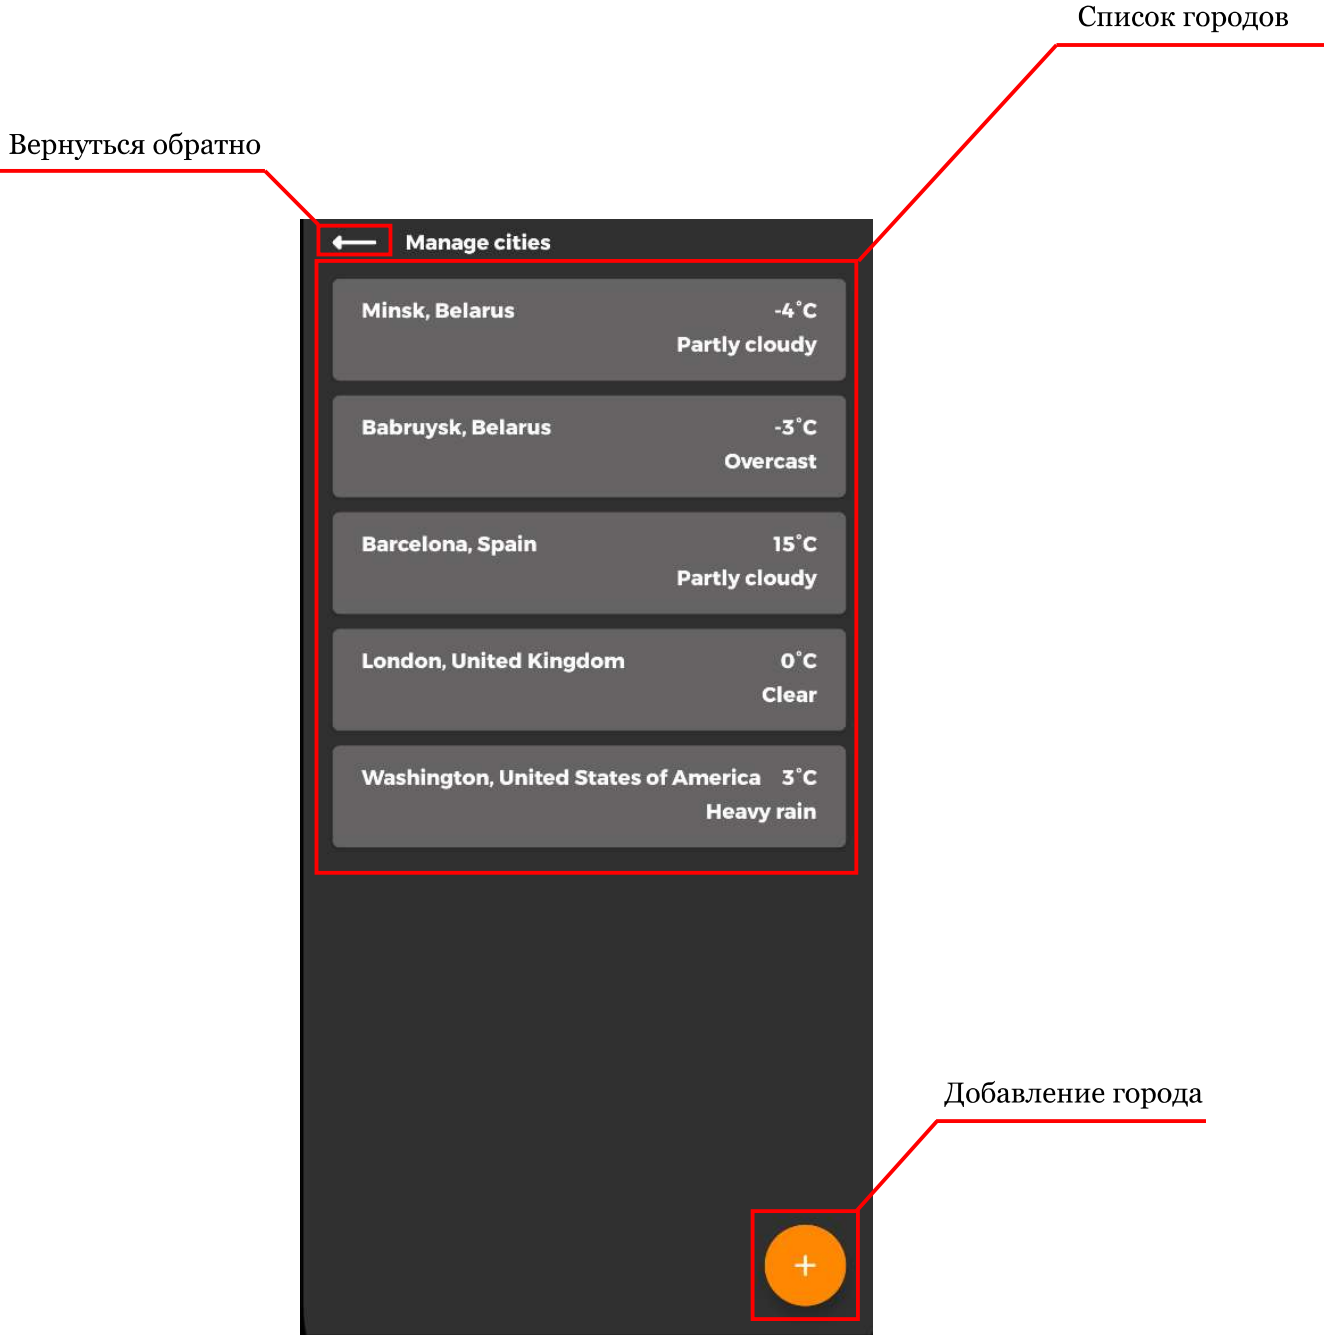 Список городов
Вернуться обратно
Manage cities
Minsk, Belarus -4°C
Partly cloudy
Babruysk, Belarus -3°C
Overcast
Barcelona, Spain 15°C
Partly cloudy
London, United Kingdom 0°C
Clear
Washington, United States of America 3°C
Heavy rain
Добавление города
+